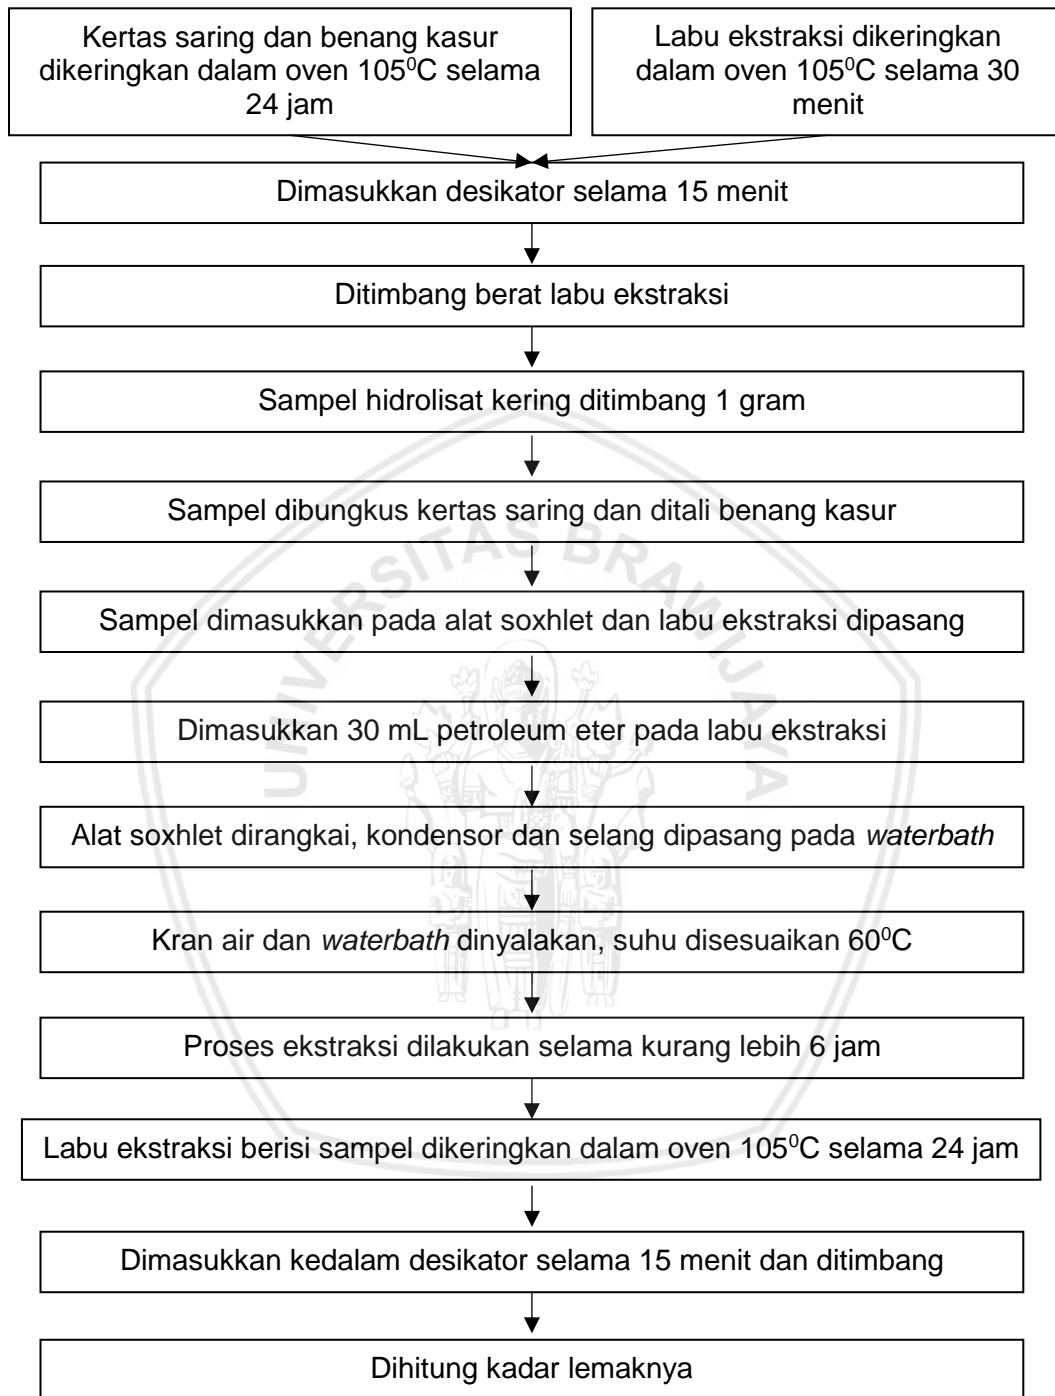 Kertas saring dan benang kasur
dikeringkan dalam oven 105⁰C selama
24 jam
Labu ekstraksi dikeringkan
dalam oven 105⁰C selama 30
menit
Dimasukkan desikator selama 15 menit
Ditimbang berat labu ekstraksi
Sampel hidrolisat kering ditimbang 1 gram
Sampel dibungkus kertas saring dan ditali benang kasur
UNIVERSITAS BRAWIJAYA
Sampel dimasukkan pada alat soxhlet dan labu ekstraksi dipasang
Dimasukkan 30 mL petroleum eter pada labu ekstraksi
Alat soxhlet dirangkai, kondensor dan selang dipasang pada waterbath
Kran air dan waterbath dinyalakan, suhu disesuaikan 60⁰C
Proses ekstraksi dilakukan selama kurang lebih 6 jam
Labu ekstraksi berisi sampel dikeringkan dalam oven 105⁰C selama 24 jam
Dimasukkan kedalam desikator selama 15 menit dan ditimbang
Dihitung kadar lemaknya